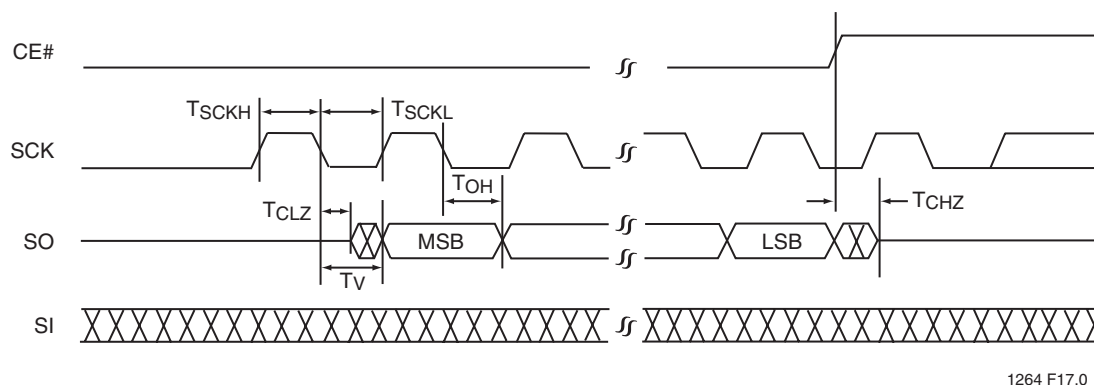 CE#
TSCKH
TSCKL
SCK
TOH
TCLZ
TCHZ
SO
MSB
LSB
TV
SI
1264 F17.0